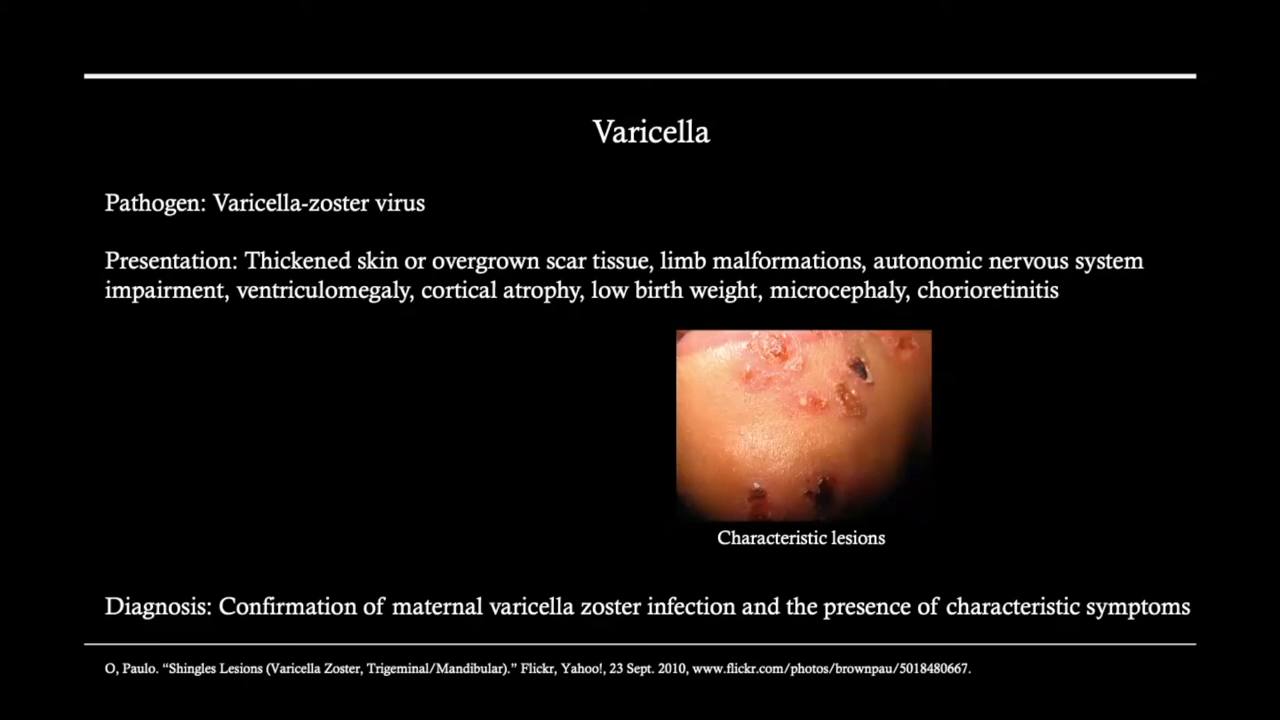 Varicella
Pathogen: Varicella-zoster virus
Presentation: Thickened skin or overgrown scar tissue, limb malformations, autonomic nervous system
impairment, ventriculomegaly, cortical atrophy, low birth weight, microcephaly, chorioretinitis
Characteristic lesions
Diagnosis: Confirmation of maternal varicella zoster infection and the presence of characteristic symptoms
O, Paulo. “Shingles Lesions (Varicella Zoster, Trigeminal/Mandibular).” Flickr, Yahoo!, 23 Sept. 2010, www.flickr.com/photos/brownpau/5018480667.